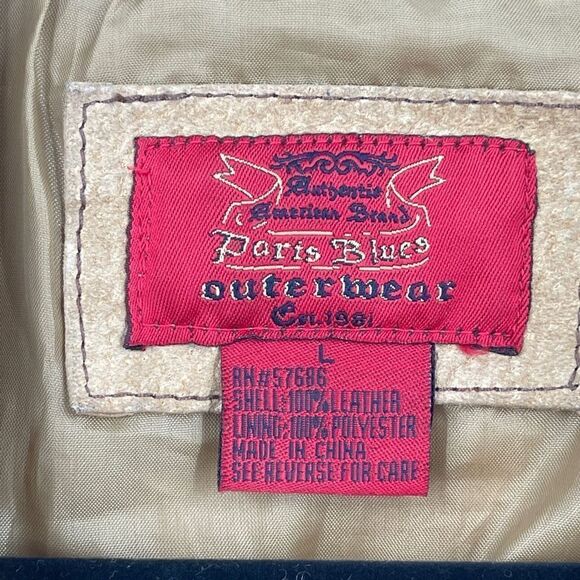 Authentic
American Brand
Paris Blues
outerwear
Est. 1981
L
RN#57686
SHELL:100%LEATHER
LINING:100%POLYESTER
MADE IN CHINA
SEE REVERSE FOR CARE